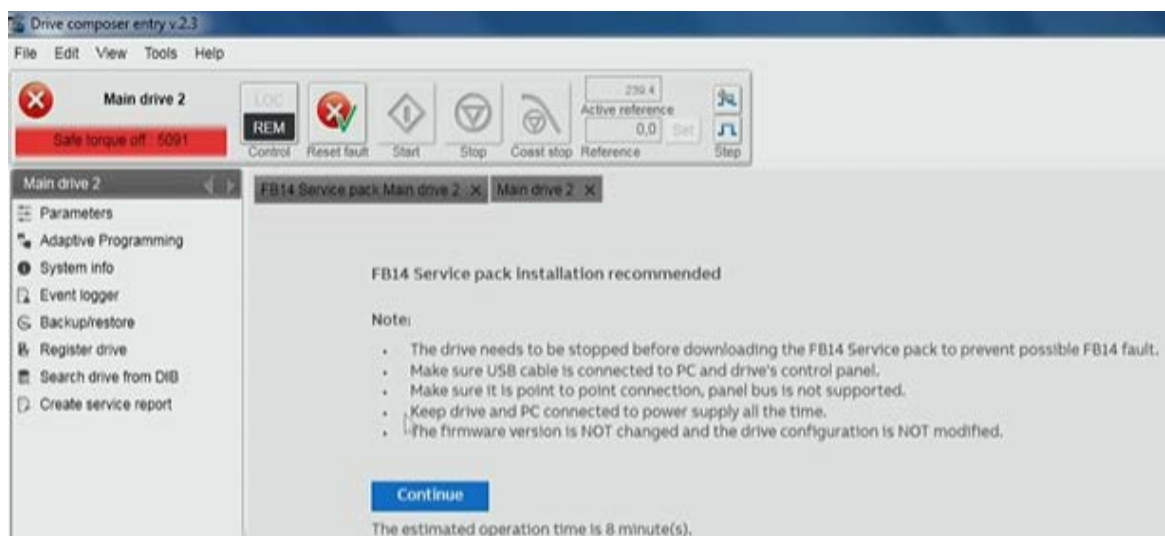 Drive composer entry v.2.3
File Edit View Tools Help
Main drive 2
Safe torque off : 5091
LOC
REM
Control
Reset fault
Start
Stop
Coast stop
239.4
Active reference
0,0
Set
Reference
Step
Main drive 2
Parameters
Adaptive Programming
System info
Event logger
Backup/restore
Register drive
Search drive from DIB
Create service report
FB14 Service pack Main drive 2 ×
Main drive 2 ×
FB14 Service pack installation recommended
Note:
• The drive needs to be stopped before downloading the FB14 Service pack to prevent possible FB14 fault.
• Make sure USB cable is connected to PC and drive's control panel.
• Make sure it is point to point connection, panel bus is not supported.
• Keep drive and PC connected to power supply all the time.
• The firmware version is NOT changed and the drive configuration is NOT modified.
Continue
The estimated operation time is 8 minute(s).